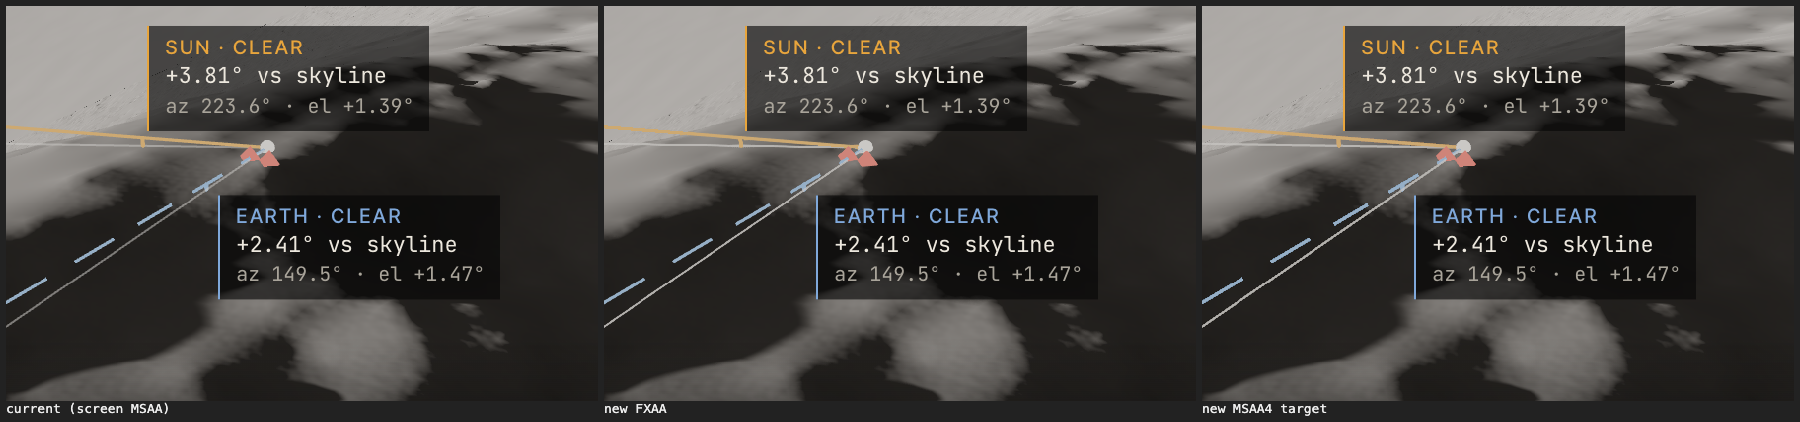 SUN · CLEAR
+3.81° vs skyline
az 223.6° · el +1.39°
EARTH · CLEAR
+2.41° vs skyline
az 149.5° · el +1.47°
current (screen MSAA)
SUN · CLEAR
+3.81° vs skyline
az 223.6° · el +1.39°
EARTH · CLEAR
+2.41° vs skyline
az 149.5° · el +1.47°
new FXAA
SUN · CLEAR
+3.81° vs skyline
az 223.6° · el +1.39°
EARTH · CLEAR
+2.41° vs skyline
az 149.5° · el +1.47°
new MSAA4 target